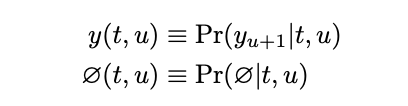 y(t, u) ≡ Pr(y_{u+1}|t, u)
∅(t, u) ≡ Pr(∅|t, u)